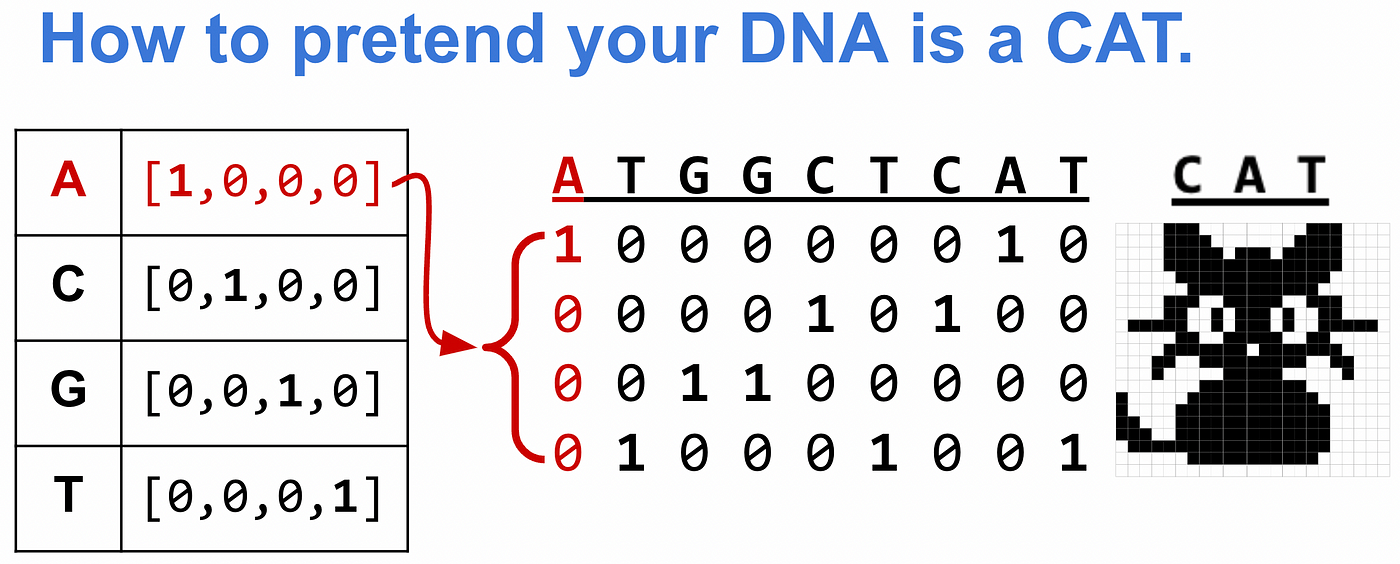 How to pretend your DNA is a CAT.
A [1,0,0,0]
C [0,1,0,0]
G [0,0,1,0]
T [0,0,0,1]
A T G G C T C A T
1 0 0 0 0 0 0 1 0
0 0 0 0 1 0 1 0 0
0 0 1 1 0 0 0 0 0
0 1 0 0 0 1 0 0 1
C A T